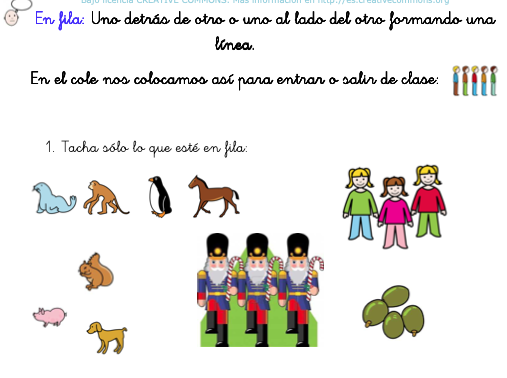 bajo licencia CREATIVE COMMONS. Más información en http://es.creativecommons.org
En fila: Uno detrás de otro o uno al lado del otro formando una
línea.
En el cole nos colocamos así para entrar o salir de clase:
1. Tacha sólo lo que esté en fila: